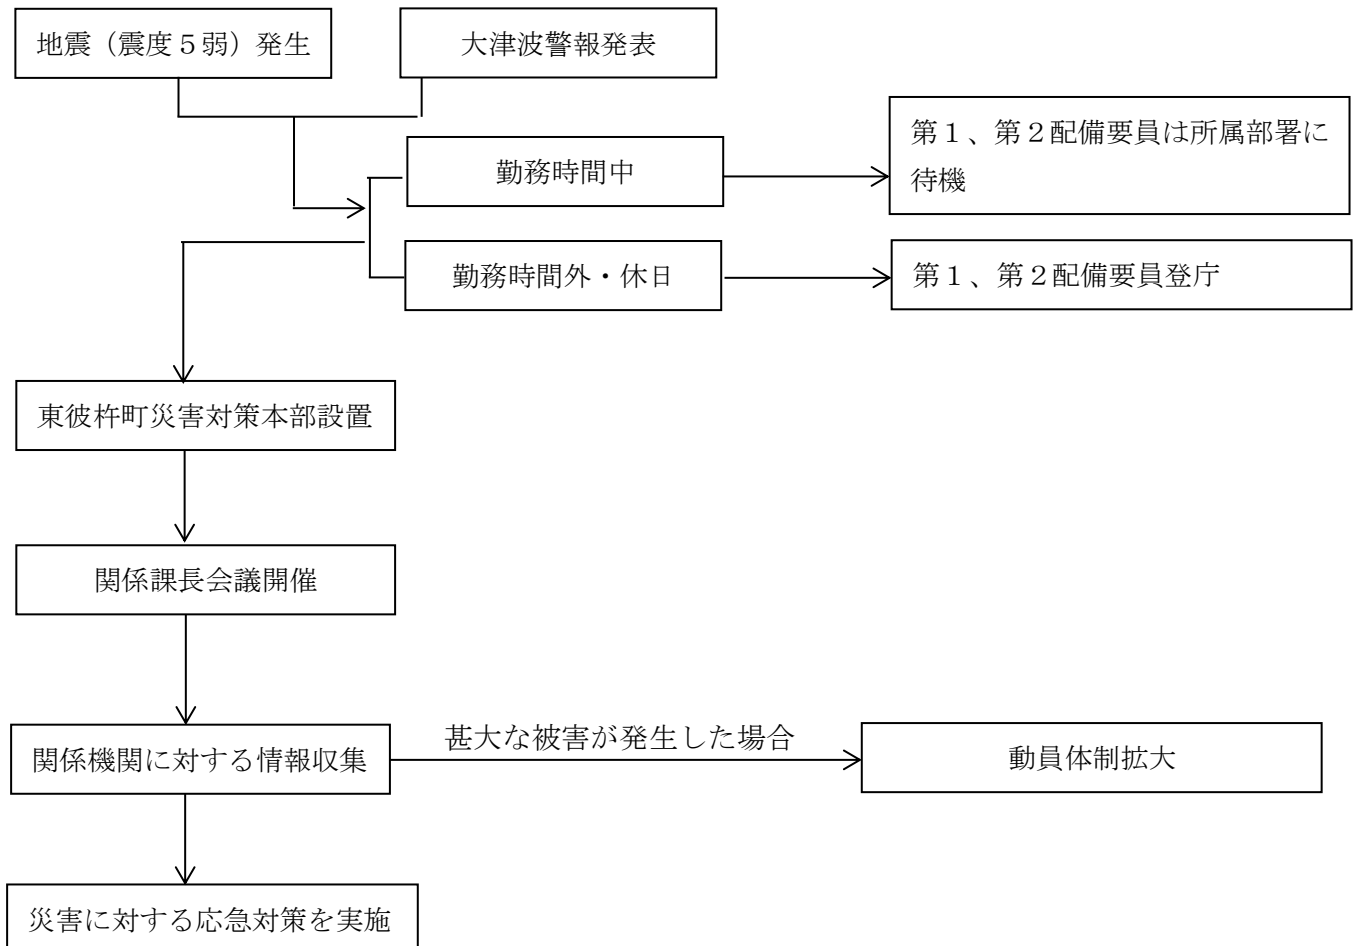 地震（震度５弱）発生
大津波警報発表
第１、第２配備要員は所属部署に
待機
勤務時間中
勤務時間外・休日
第１、第２配備要員登庁
東彼杵町災害対策本部設置
関係課長会議開催
関係機関に対する情報収集
甚大な被害が発生した場合
動員体制拡大
災害に対する応急対策を実施